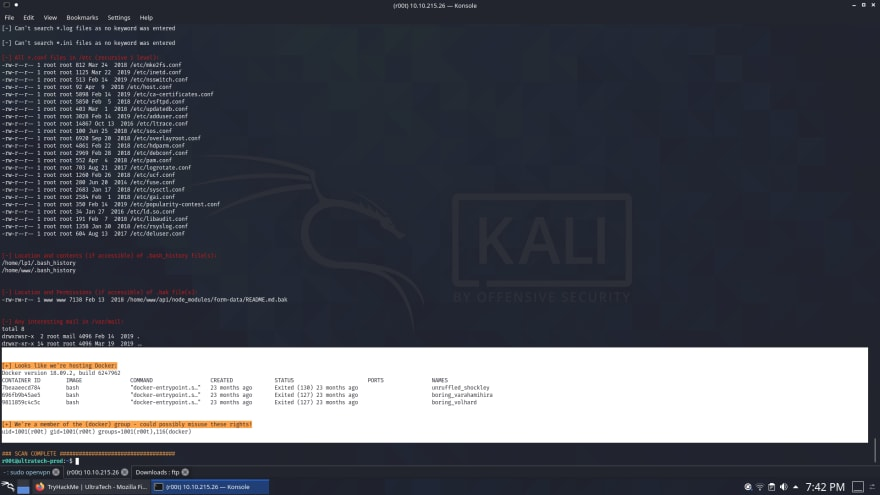 (r00t) 10.10.215.26 — Konsole
File Edit View Bookmarks Settings Help
[-] Can't search *.log files as no keyword was entered
[-] Can't search *.ini files as no keyword was entered
[-] All *.conf files in /etc (recursive 1 level):
-rw-r--r-- 1 root root 812 Mar 24 2018 /etc/mke2fs.conf
-rw-r--r-- 1 root root 1125 Mar 22 2019 /etc/inetd.conf
-rw-r--r-- 1 root root 513 Feb 14 2019 /etc/nsswitch.conf
-rw-r--r-- 1 root root 92 Apr 9 2018 /etc/host.conf
-rw-r--r-- 1 root root 5898 Feb 14 2019 /etc/ca-certificates.conf
-rw-r--r-- 1 root root 5850 Feb 5 2018 /etc/vsftpd.conf
-rw-r--r-- 1 root root 403 Mar 1 2018 /etc/updatedb.conf
-rw-r--r-- 1 root root 3028 Feb 14 2019 /etc/adduser.conf
-rw-r--r-- 1 root root 14867 Oct 13 2016 /etc/ltrace.conf
-rw-r--r-- 1 root root 100 Jun 25 2018 /etc/sos.conf
-rw-r--r-- 1 root root 6920 Sep 20 2018 /etc/overlayroot.conf
-rw-r--r-- 1 root root 4861 Feb 22 2018 /etc/hdparm.conf
-rw-r--r-- 1 root root 2969 Feb 28 2018 /etc/debconf.conf
-rw-r--r-- 1 root root 552 Apr 4 2018 /etc/pam.conf
-rw-r--r-- 1 root root 703 Aug 21 2017 /etc/logrotate.conf
-rw-r--r-- 1 root root 1260 Feb 26 2018 /etc/ucf.conf
-rw-r--r-- 1 root root 280 Jun 20 2014 /etc/fuse.conf
-rw-r--r-- 1 root root 2683 Jan 17 2018 /etc/sysctl.conf
-rw-r--r-- 1 root root 2584 Feb 1 2018 /etc/gai.conf
-rw-r--r-- 1 root root 350 Feb 14 2019 /etc/popularity-contest.conf
-rw-r--r-- 1 root root 34 Jan 27 2016 /etc/ld.so.conf
-rw-r--r-- 1 root root 191 Feb 7 2018 /etc/libaudit.conf
-rw-r--r-- 1 root root 1358 Jan 30 2018 /etc/rsyslog.conf
-rw-r--r-- 1 root root 604 Aug 13 2017 /etc/deluser.conf
[-] Location and contents (if accessible) of .bash_history file(s):
/home/lp1/.bash_history
/home/www/.bash_history
[-] Location and Permissions (if accessible) of .bak file(s):
-rw-rw-r-- 1 www www 7138 Feb 13 2018 /home/www/api/node_modules/form-data/README.md.bak
[-] Any interesting mail in /var/mail:
total 8
drwxrwsr-x 2 root mail 4096 Feb 14 2019 .
drwxr-xr-x 14 root root 4096 Mar 19 2019 ..
[+] Looks like we're hosting Docker:
Docker version 18.09.2, build 6247962
CONTAINER ID IMAGE COMMAND CREATED STATUS PORTS NAMES
7beaaeecd784 bash "docker-entrypoint.s…" 23 months ago Exited (130) 23 months ago unruffled_shockley
696fb9b45ae5 bash "docker-entrypoint.s…" 23 months ago Exited (127) 23 months ago boring_varahamihira
9811859c4c5c bash "docker-entrypoint.s…" 23 months ago Exited (127) 23 months ago boring_volhard
[+] We're a member of the (docker) group - could possibly misuse these rights!
uid=1001(r00t) gid=1001(r00t) groups=1001(r00t),116(docker)
### SCAN COMPLETE ####################################
r00t@ultratech-prod:~$
KALI
BY OFFENSIVE SECURITY
~ : sudo openvpn
(r00t) 10.10.215.26
Downloads : ftp
TryHackMe | UltraTech - Mozilla Fi…
(r00t) 10.10.215.26 — Konsole
7:42 PM